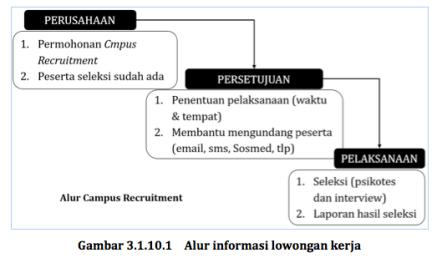 PERUSAHAAN
1. Permohonan Cmpus
Recruitment
2. Peserta seleksi sudah ada
PERSETUJUAN
1. Penentuan pelaksanaan (waktu
& tempat)
2. Membantu mengundang peserta
(email, sms, Sosmed, tlp)
PELAKSANAAN
1. Seleksi (psikotes
dan interview)
2. Laporan hasil seleksi
Alur Campus Recruitment
Gambar 3.1.10.1 Alur informasi lowongan kerja